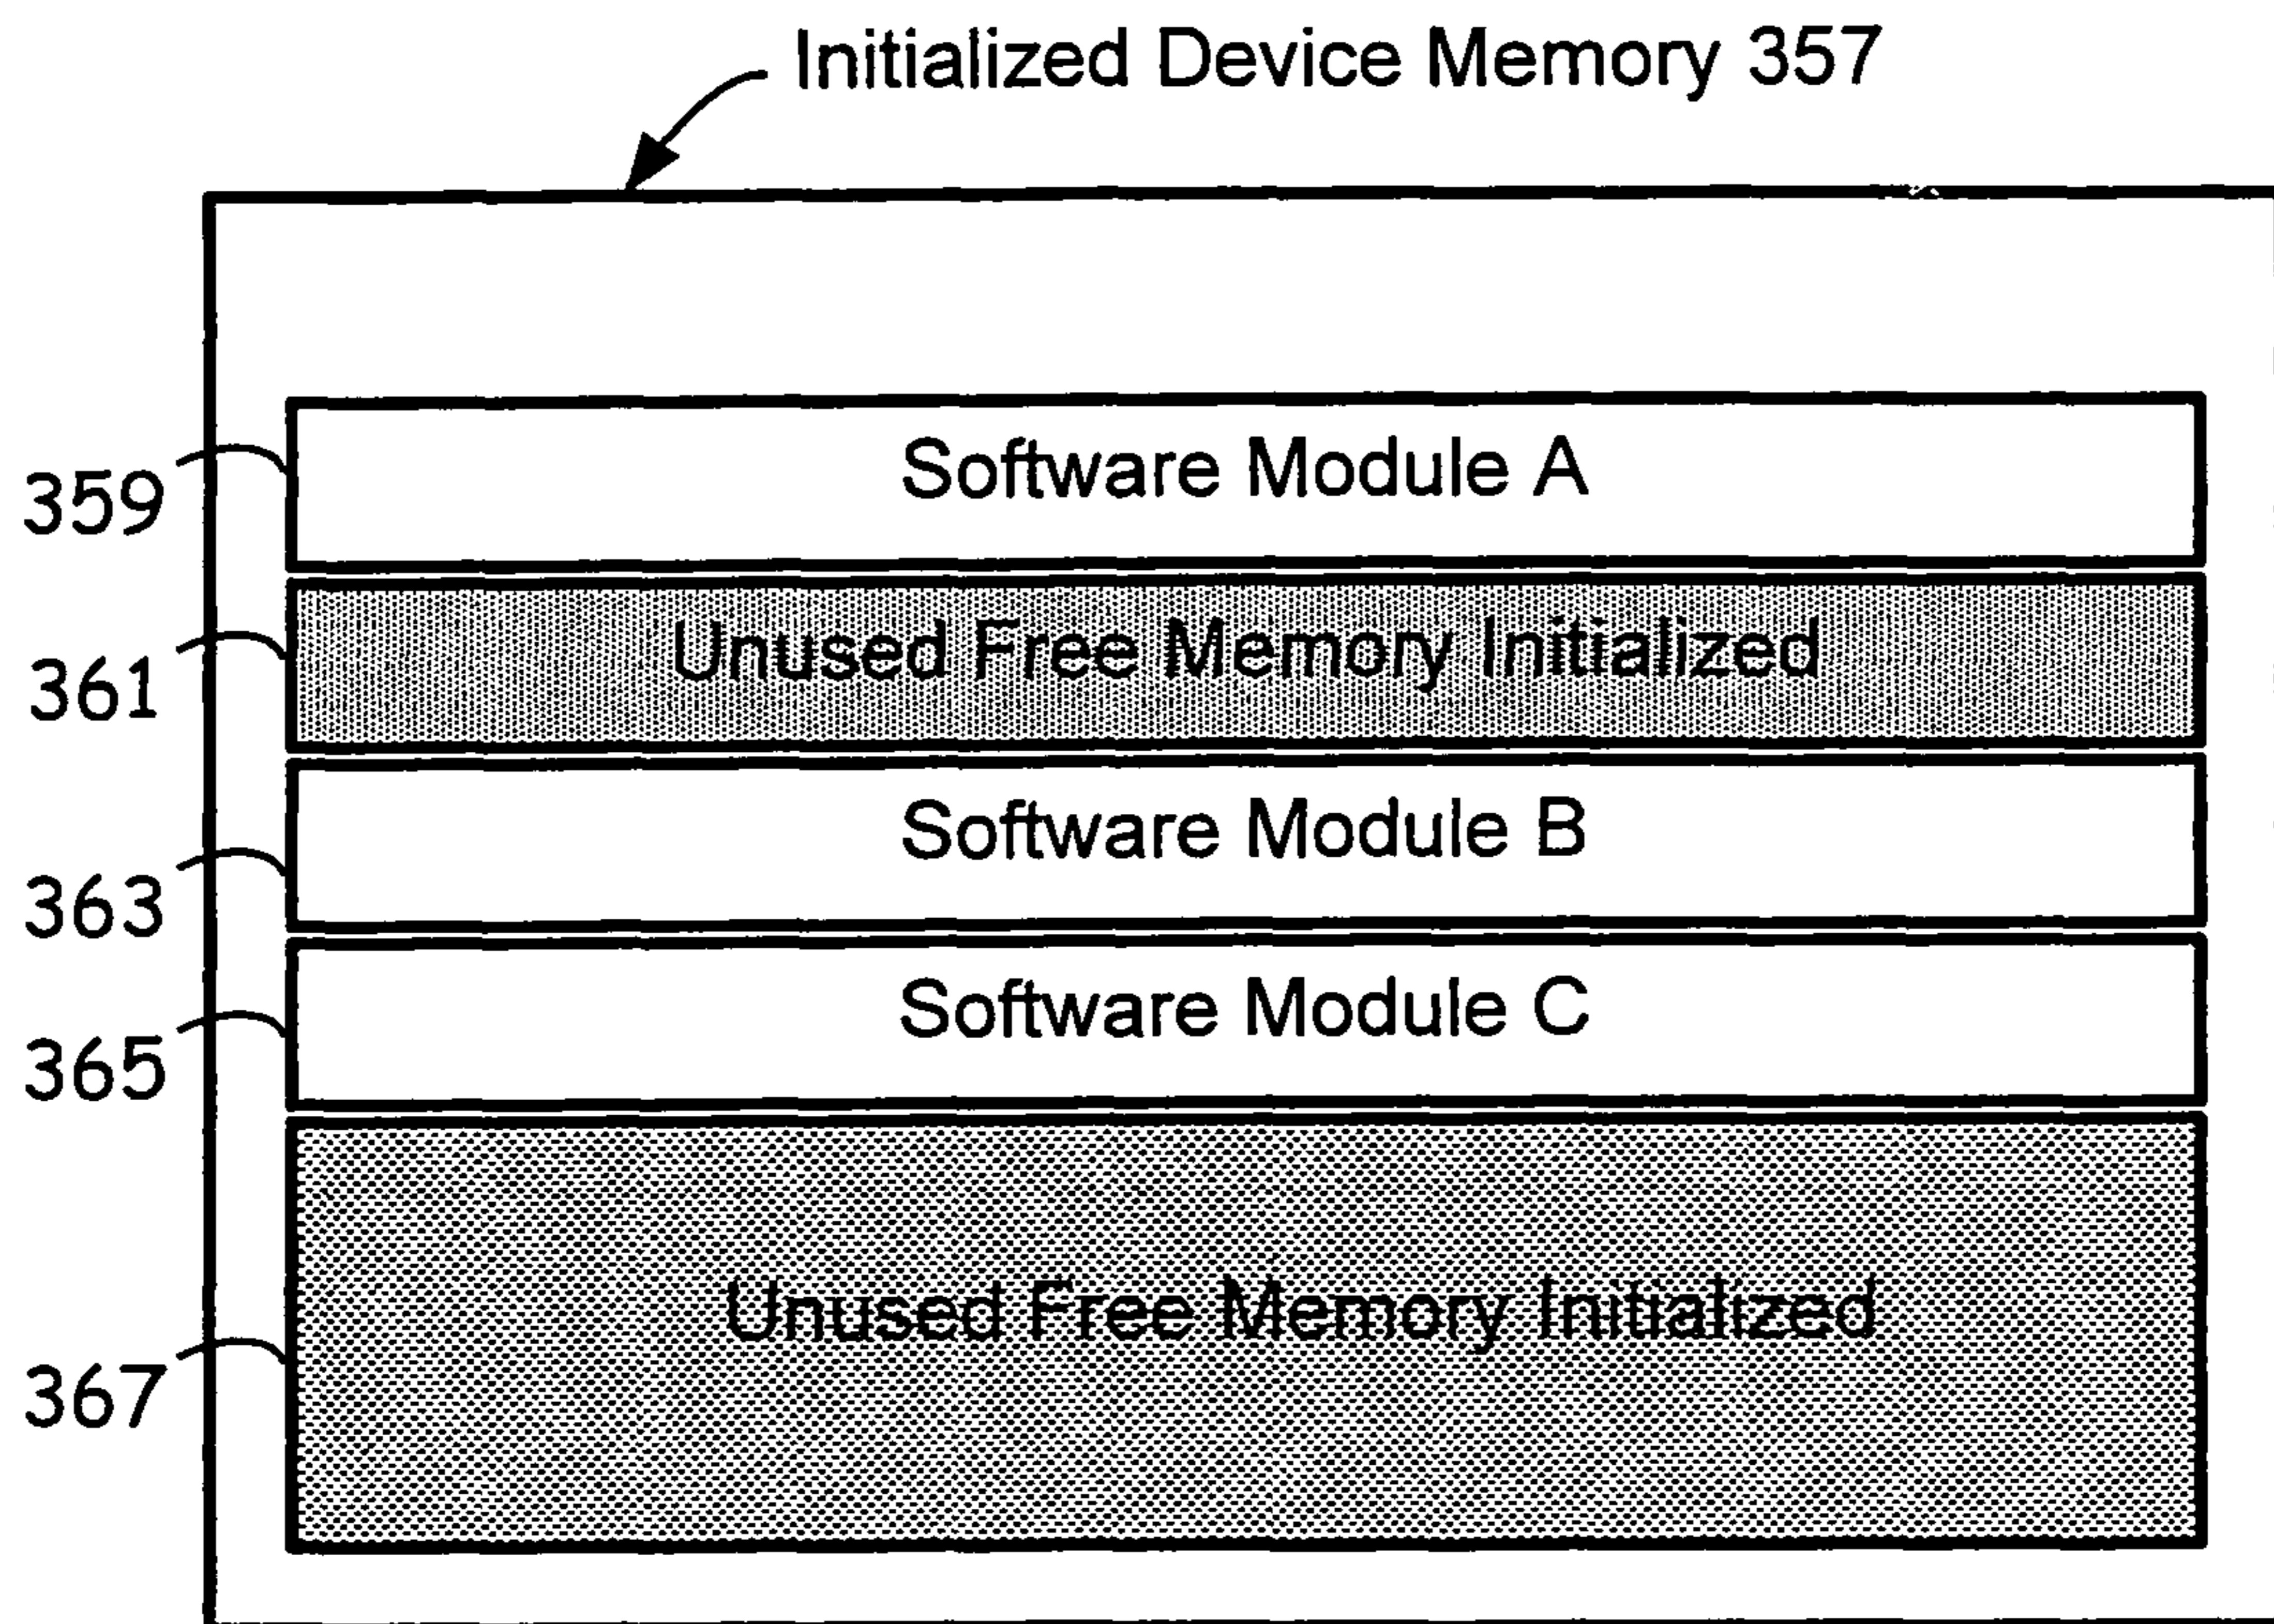 Initialized Device Memory 357
359
Software Module A
361
Unused Free Memory Initialized
363
Software Module B
365
Software Module C
367
Unused Free Memory Initialized